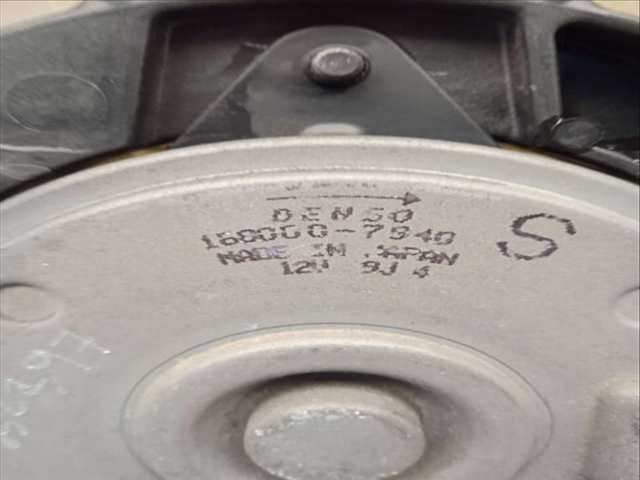 DENSO
168000-7940
MADE IN JAPAN
12V 9J 4
S